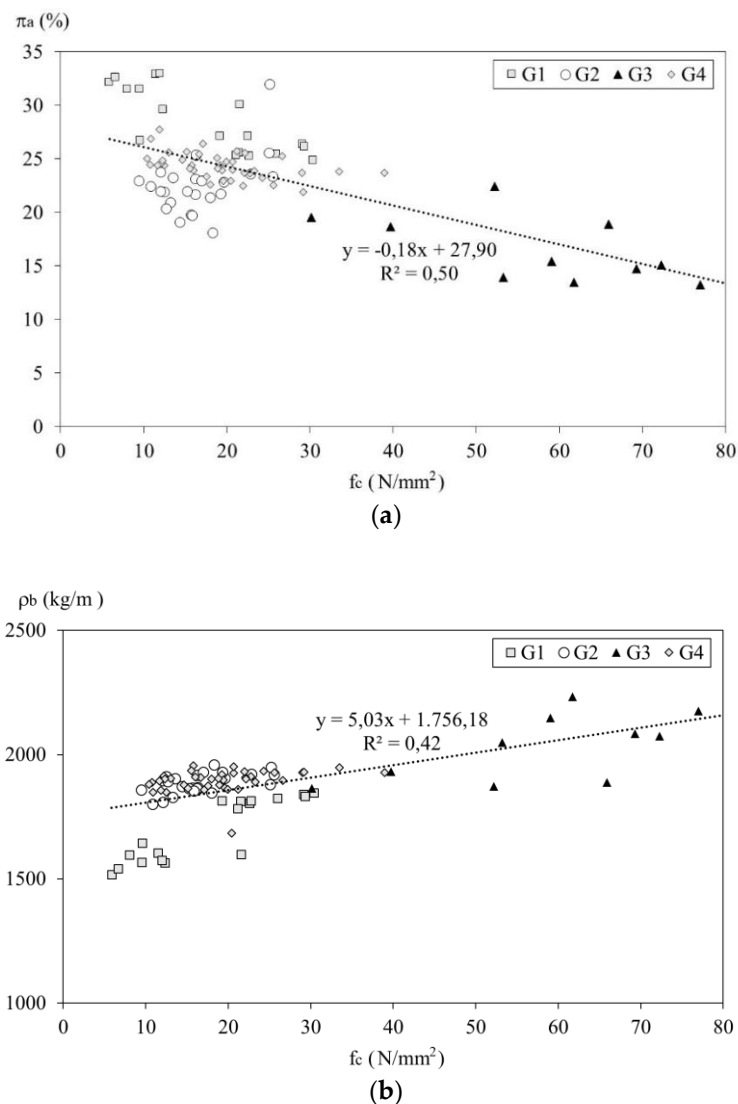 πa (%)
35
G1 G2 G3 G4
30
25
20
y = -0,18x + 27,90
R² = 0,50
15
10
5
0
0 10 20 30 40 50 60 70 80
fc (N/mm²)
(a)
ρb (kg/m )
2500
G1 G2 G3 G4
y = 5,03x + 1.756,18
R² = 0,42
2000
1500
1000
0 10 20 30 40 50 60 70 80
fc (N/mm²)
(b)